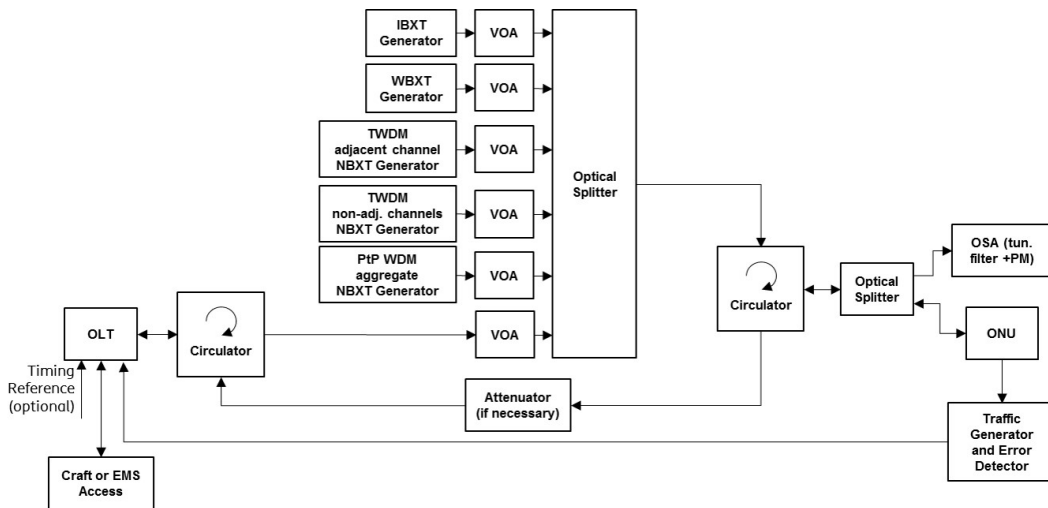 IBXT
Generator
VOA
WBXT
Generator
VOA
TWDM
adjacent channel
NBXT Generator
VOA
TWDM
non-adj. channels
NBXT Generator
VOA
PtP WDM
aggregate
NBXT Generator
VOA
VOA
Optical
Splitter
Circulator
Optical
Splitter
OSA (tun.
filter +PM)
ONU
OLT
Circulator
Timing
Reference
(optional)
Attenuator
(if necessary)
Traffic
Generator
and Error
Detector
Craft or EMS
Access